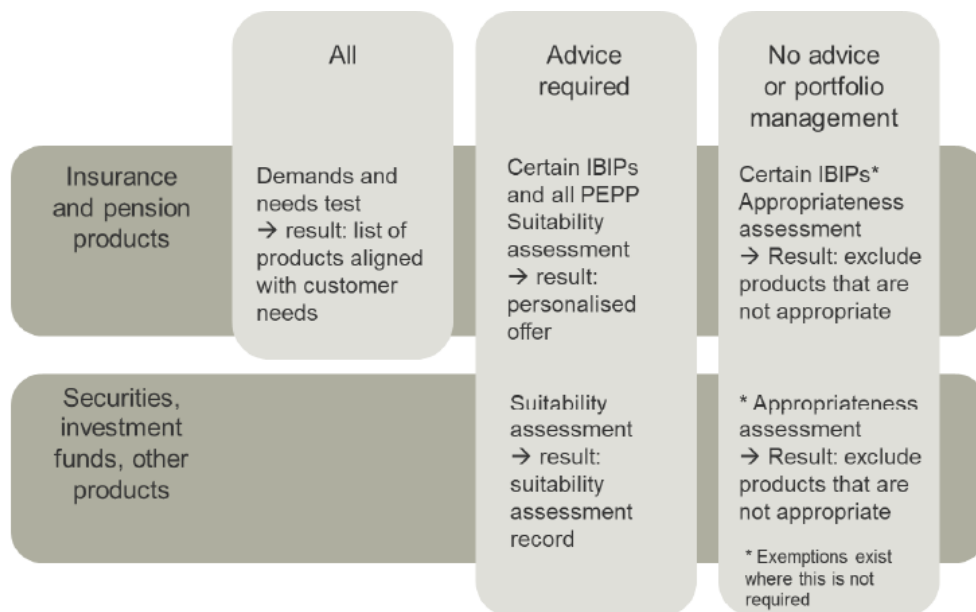 All
Advice
required
No advice
or portfolio
management
Insurance
and pension
products
Demands and
needs test
→ result: list of
products aligned
with customer
needs
Certain IBIPs
and all PEPP
Suitability
assessment
→ result:
personalised
offer
Certain IBIPs*
Appropriateness
assessment
→ Result: exclude
products that are
not appropriate
Securities,
investment
funds, other
products
Suitability
assessment
→ result:
suitability
assessment
record
* Appropriateness
assessment
→ Result: exclude
products that are
not appropriate
* Exemptions exist
where this is not
required